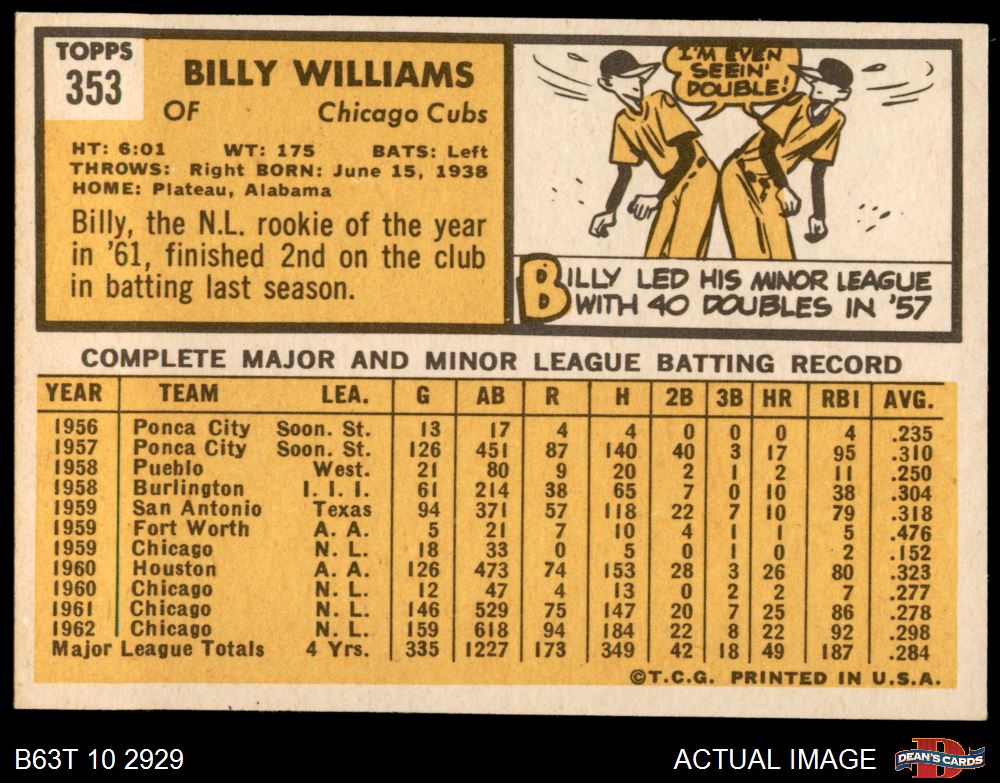 TOPPS
353
BILLY WILLIAMS
OF Chicago Cubs
HT: 6:01 WT: 175 BATS: Left
THROWS: Right BORN: June 15, 1938
HOME: Plateau, Alabama
Billy, the N.L. rookie of the year
in '61, finished 2nd on the club
in batting last season.
I'M EVEN
SEEIN'
DOUBLE!
BILLY LED HIS MINOR LEAGUE
WITH 40 DOUBLES IN '57
COMPLETE MAJOR AND MINOR LEAGUE BATTING RECORD
YEAR TEAM LEA. G AB R H 2B 3B HR RBI AVG.
1956 Ponca City Soon. St. 13 17 4 4 0 0 0 4 .235
1957 Ponca City Soon. St. 126 451 87 140 40 3 17 95 .310
1958 Pueblo West. 21 80 9 20 2 1 2 11 .250
1958 Burlington I. I. I. 61 214 38 65 7 0 10 38 .304
1959 San Antonio Texas 94 371 57 118 22 7 10 79 .318
1959 Fort Worth A. A. 5 21 7 10 4 1 1 5 .476
1959 Chicago N. L. 18 33 0 5 0 1 0 2 .152
1960 Houston A. A. 126 473 74 153 28 3 26 80 .323
1960 Chicago N. L. 12 47 4 13 0 2 2 7 .277
1961 Chicago N. L. 146 529 75 147 20 7 25 86 .278
1962 Chicago N. L. 159 618 94 184 22 8 22 92 .298
Major League Totals 4 Yrs. 335 1227 173 349 42 18 49 187 .284
©T.C.G. PRINTED IN U.S.A.
B63T 10 2929 ACTUAL IMAGE
D
DEAN'S CARDS